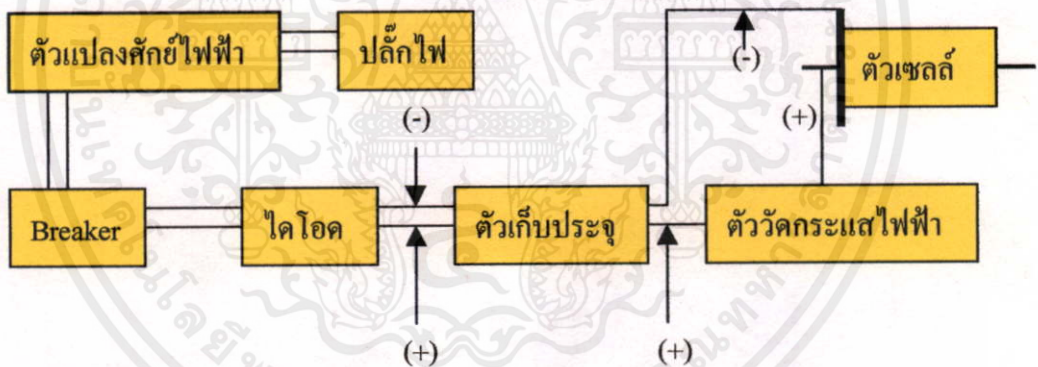 ตัวแปลงศักย์ไฟฟ้า
ปลั๊กไฟ
(-)
ตัวเซลล์
(-)
(+)
Breaker
ไดโอด
ตัวเก็บประจุ
ตัววัดกระแสไฟฟ้า
(+)
(+)